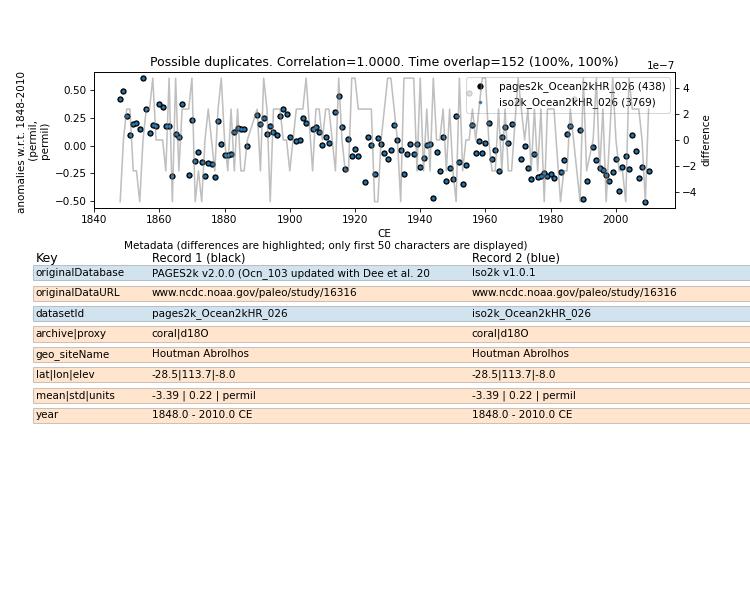 Possible duplicates. Correlation=1.0000. Time overlap=152 (100%, 100%)
1e−7
pages2k_Ocean2kHR_026 (438)
iso2k_Ocean2kHR_026 (3769)
anomalies w.r.t. 1848-2010
(permil,
permil)
0.50
0.25
0.00
−0.25
−0.50
4
2
0
−2
−4
difference
1840 1860 1880 1900 1920 1940 1960 1980 2000
CE
Metadata (differences are highlighted; only first 50 characters are displayed)
Key Record 1 (black) Record 2 (blue)
originalDatabase PAGES2k v2.0.0 (Ocn_103 updated with Dee et al. 20 Iso2k v1.0.1
originalDataURL www.ncdc.noaa.gov/paleo/study/16316 www.ncdc.noaa.gov/paleo/study/16316
datasetId pages2k_Ocean2kHR_026 iso2k_Ocean2kHR_026
archive|proxy coral|d18O coral|d18O
geo_siteName Houtman Abrolhos Houtman Abrolhos
lat|lon|elev -28.5|113.7|-8.0 -28.5|113.7|-8.0
mean|std|units -3.39 | 0.22 | permil -3.39 | 0.22 | permil
year 1848.0 - 2010.0 CE 1848.0 - 2010.0 CE